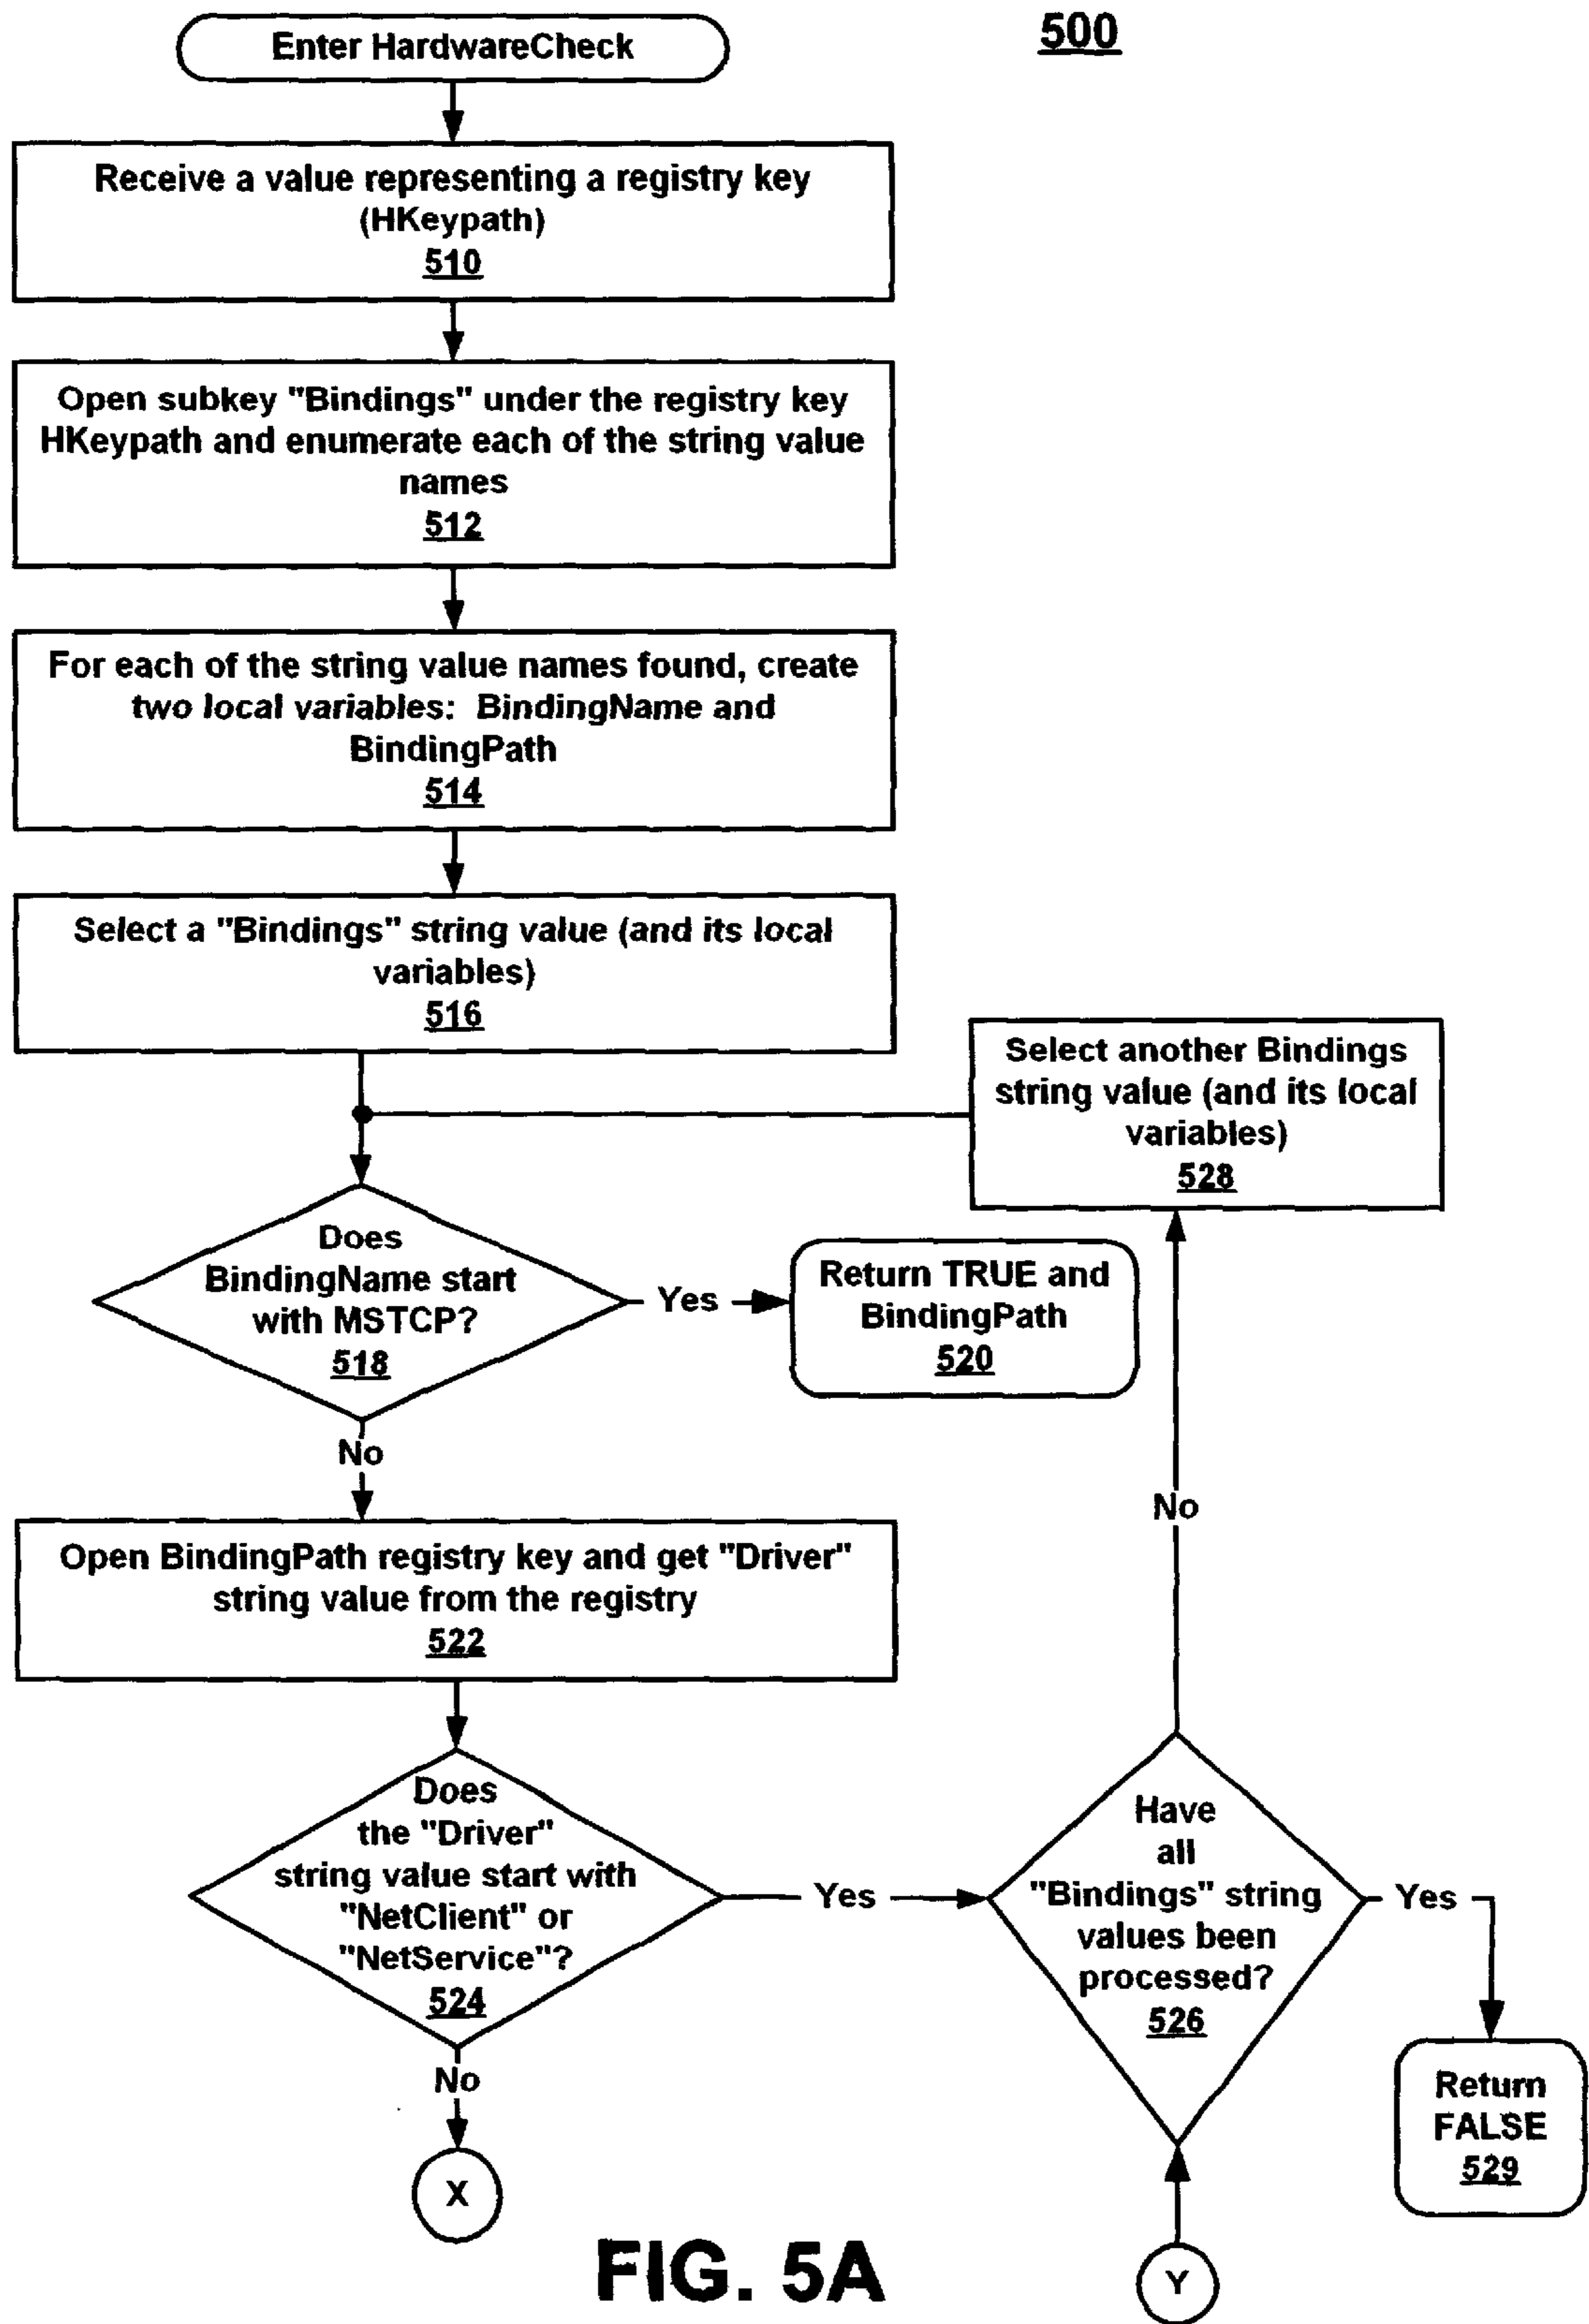 500
Enter HardwareCheck
Receive a value representing a registry key
(HKeypath)
510
Open subkey "Bindings" under the registry key
HKeypath and enumerate each of the string value
names
512
For each of the string value names found, create
two local variables: BindingName and
BindingPath
514
Select a "Bindings" string value (and its local
variables)
516
Select another Bindings
string value (and its local
variables)
528
Does
BindingName start
with MSTCP?
518
Yes
Return TRUE and
BindingPath
520
No
No
Open BindingPath registry key and get "Driver"
string value from the registry
522
Does
the "Driver"
string value start with
"NetClient" or
"NetService"?
524
Yes
Have
all
"Bindings" string
values been
processed?
526
Yes
Return
FALSE
529
No
X
Y
FIG. 5A